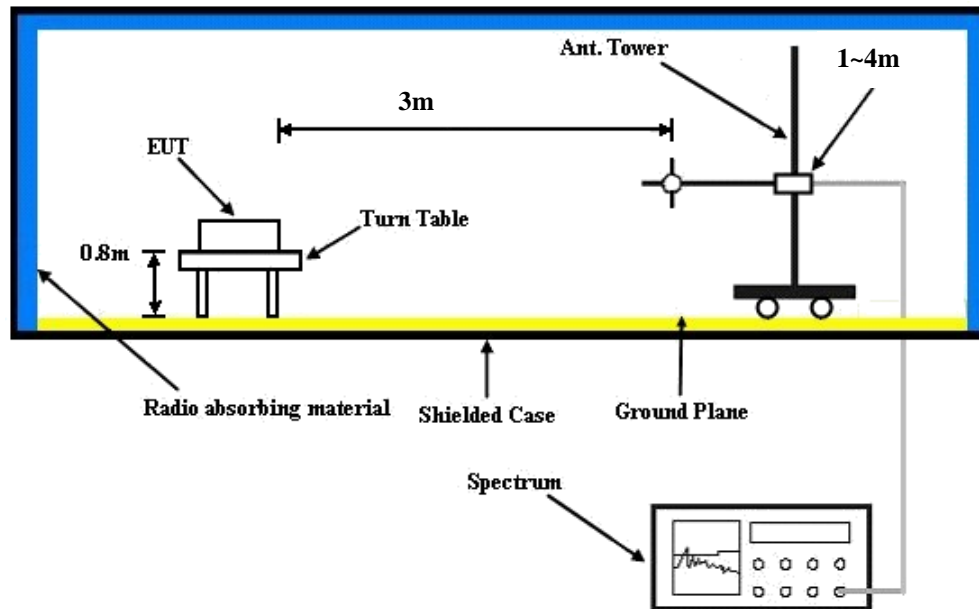 Ant. Tower
1~4m
3m
EUT
Turn Table
0.8m
Radio absorbing material
Shielded Case
Ground Plane
Spectrum